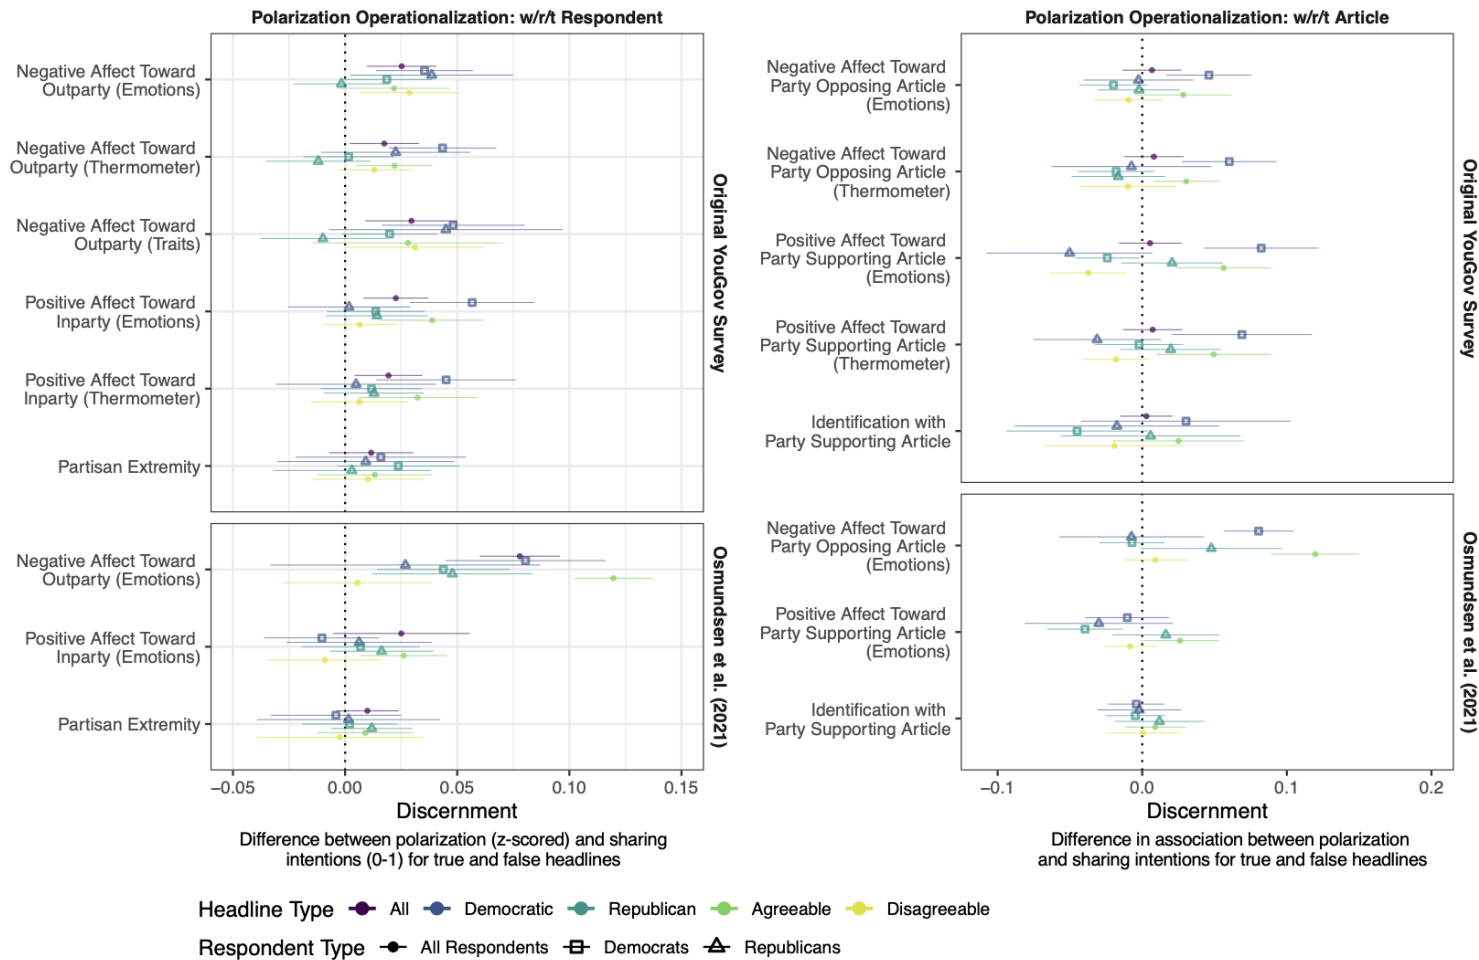 Polarization Operationalization: w/r/t Respondent
Negative Affect Toward
Outparty (Emotions)
Negative Affect Toward
Outparty (Thermometer)
Negative Affect Toward
Outparty (Traits)
Positive Affect Toward
Inparty (Emotions)
Positive Affect Toward
Inparty (Thermometer)
Partisan Extremity
Original YouGov Survey
Negative Affect Toward
Outparty (Emotions)
Positive Affect Toward
Inparty (Emotions)
Partisan Extremity
Osmundsen et al. (2021)
−0.05 0.00 0.05 0.10 0.15
Discernment
Difference between polarization (z-scored) and sharing
intentions (0-1) for true and false headlines
Polarization Operationalization: w/r/t Article
Negative Affect Toward
Party Opposing Article
(Emotions)
Negative Affect Toward
Party Opposing Article
(Thermometer)
Positive Affect Toward
Party Supporting Article
(Emotions)
Positive Affect Toward
Party Supporting Article
(Thermometer)
Identification with
Party Supporting Article
Original YouGov Survey
Negative Affect Toward
Party Opposing Article
(Emotions)
Positive Affect Toward
Party Supporting Article
(Emotions)
Identification with
Party Supporting Article
Osmundsen et al. (2021)
−0.1 0.0 0.1 0.2
Discernment
Difference in association between polarization
and sharing intentions for true and false headlines
Headline Type All Democratic Republican Agreeable Disagreeable
Respondent Type All Respondents Democrats Republicans